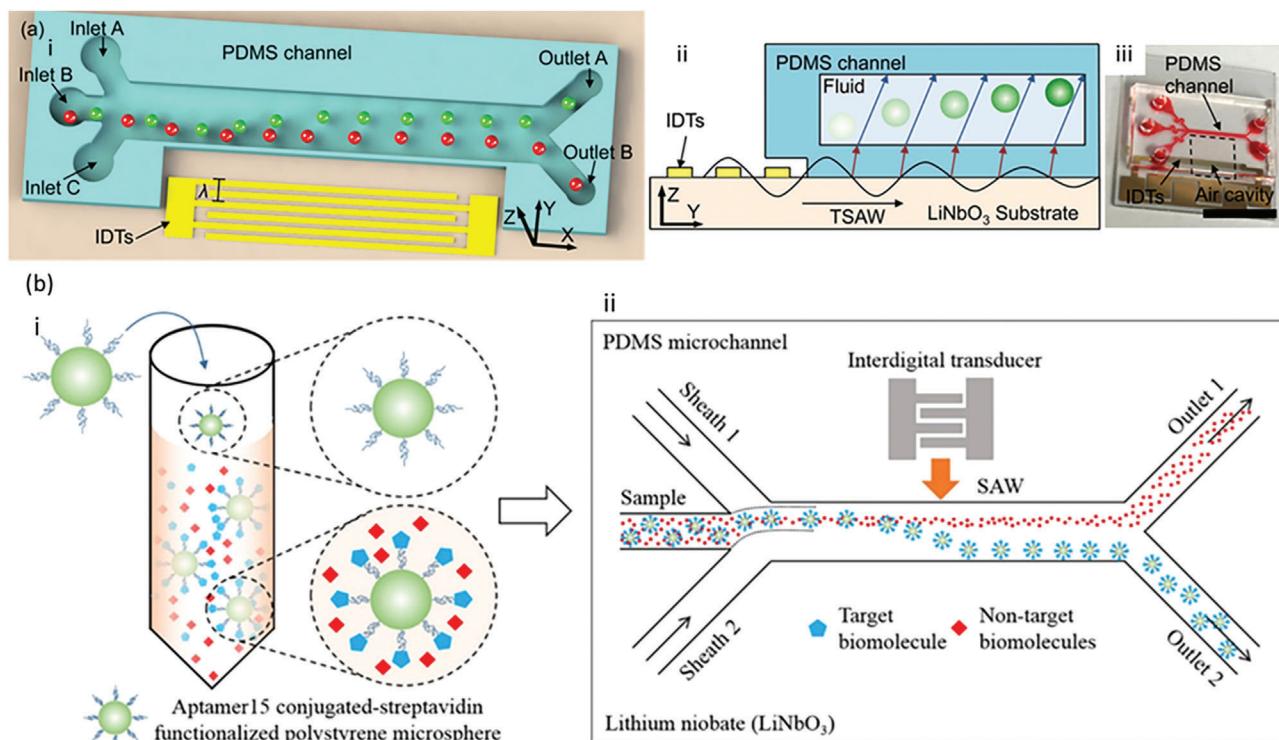 (a)
i
Inlet A
PDMS channel
Outlet A
Inlet B
Outlet B
Inlet C
λ
IDTs
Z
Y
X
ii
PDMS channel
Fluid
IDTs
Z
Y
TSAW
LiNbO3 Substrate
iii
PDMS
channel
IDTs
Air cavity
(b)
i
Aptamer15 conjugated-streptavidin
functionalized polystyrene microsphere
ii
PDMS microchannel
Interdigital transducer
Sheath 1
Outlet 1
Sample
SAW
Sheath 2
Target
biomolecule
Non-target
biomolecules
Outlet 2
Lithium niobate (LiNbO3)